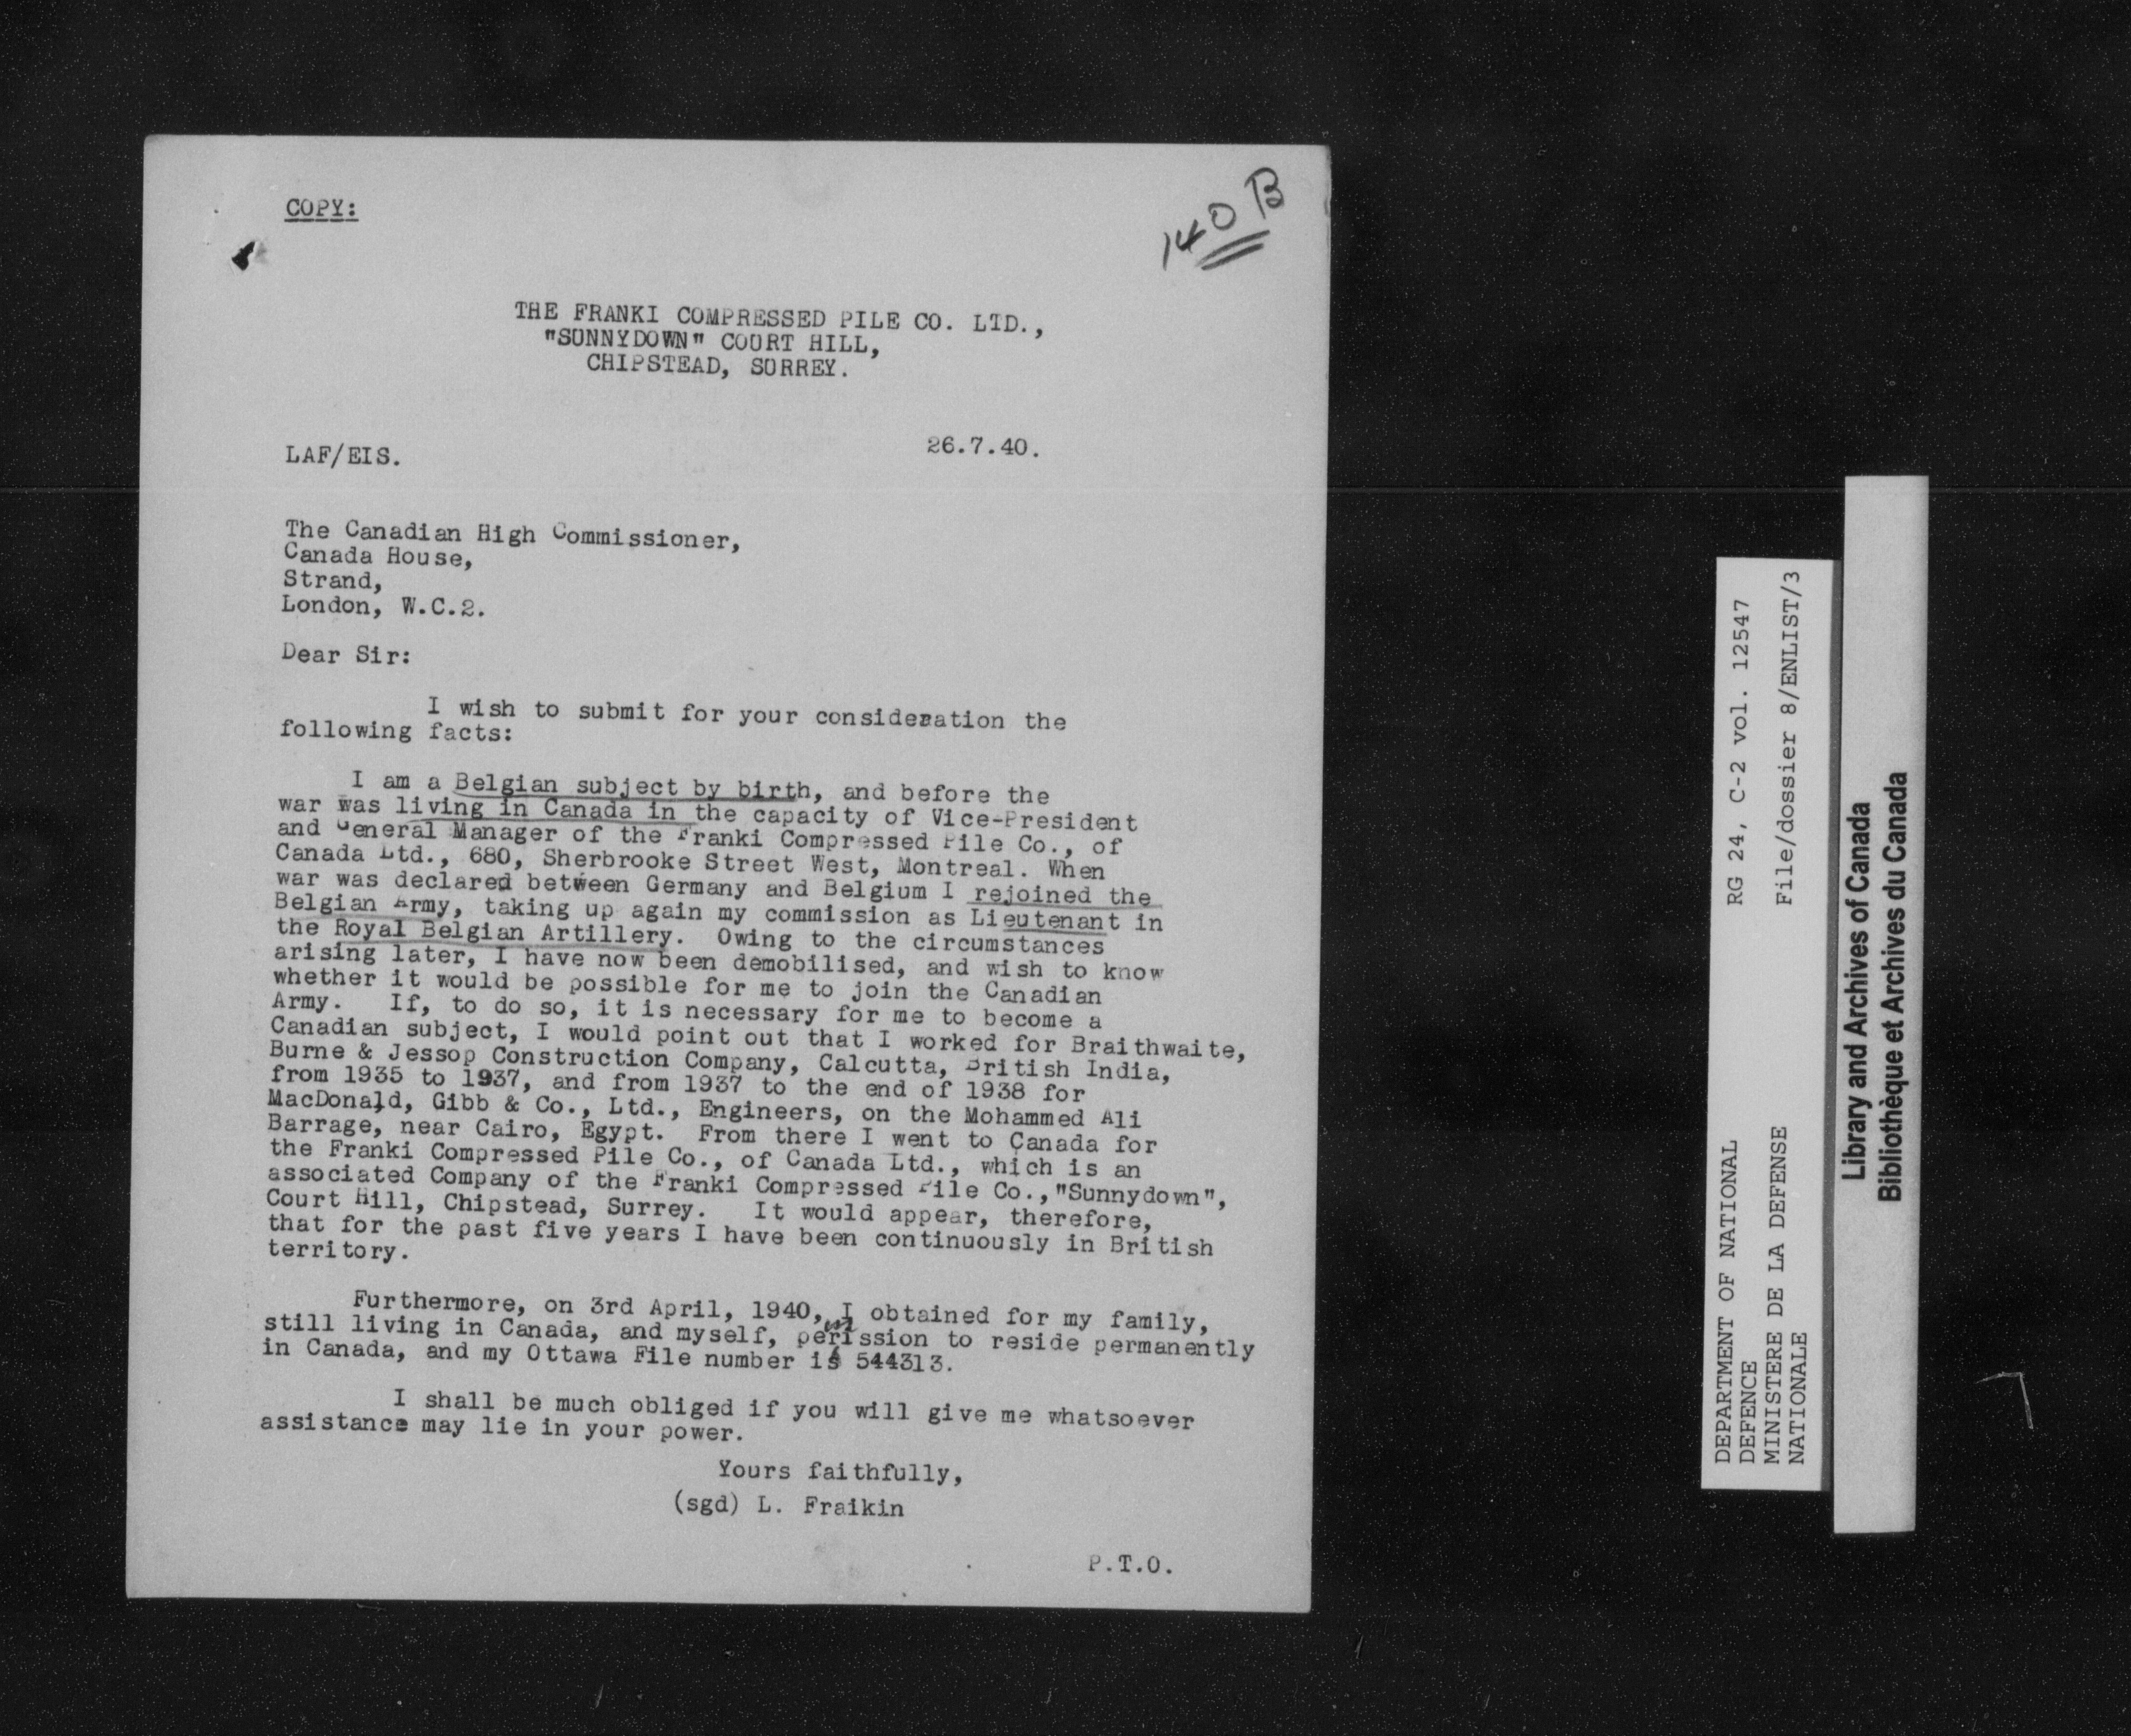 COPY:
140 B
THE FRANKI COMPRESSED PILE CO. LTD.,
"SUNNYDOWN" COURT HILL,
CHIPSTEAD, SURREY.
LAF/EIS.
26.7.40.
The Canadian High Commissioner,
Canada House,
Strand,
London, W.C.2.
Dear Sir:
I wish to submit for your consideration the
following facts:
I am a Belgian subject by birth, and before the
war was living in Canada in the capacity of Vice-President
and General Manager of the Franki Compressed Pile Co., of
Canada Ltd., 680, Sherbrooke Street West, Montreal. When
war was declared between Germany and Belgium I rejoined the
Belgian Army, taking up again my commission as Lieutenant in
the Royal Belgian Artillery. Owing to the circumstances
arising later, I have now been demobilised, and wish to know
whether it would be possible for me to join the Canadian
Army. If, to do so, it is necessary for me to become a
Canadian subject, I would point out that I worked for Braithwaite,
Burne & Jessop Construction Company, Calcutta, British India,
from 1935 to 1937, and from 1937 to the end of 1938 for
MacDonald, Gibb & Co., Ltd., Engineers, on the Mohammed Ali
Barrage, near Cairo, Egypt. From there I went to Canada for
the Franki Compressed Pile Co., of Canada Ltd., which is an
associated Company of the Franki Compressed Pile Co.,"Sunnydown",
Court Hill, Chipstead, Surrey. It would appear, therefore,
that for the past five years I have been continuously in British
territory.
Furthermore, on 3rd April, 1940, I obtained for my family,
still living in Canada, and myself, permission to reside permanently
in Canada, and my Ottawa File number is 544313.
I shall be much obliged if you will give me whatsoever
assistance may lie in your power.
Yours faithfully,
(sgd) L. Fraikin
P.T.O.
DEPARTMENT OF NATIONAL
DEFENCE
MINISTERE DE LA DEFENSE
NATIONALE
RG 24, C-2 vol. 12547
File/dossier 8/ENLIST/3
Library and Archives of Canada
Bibliothèque et Archives du Canada